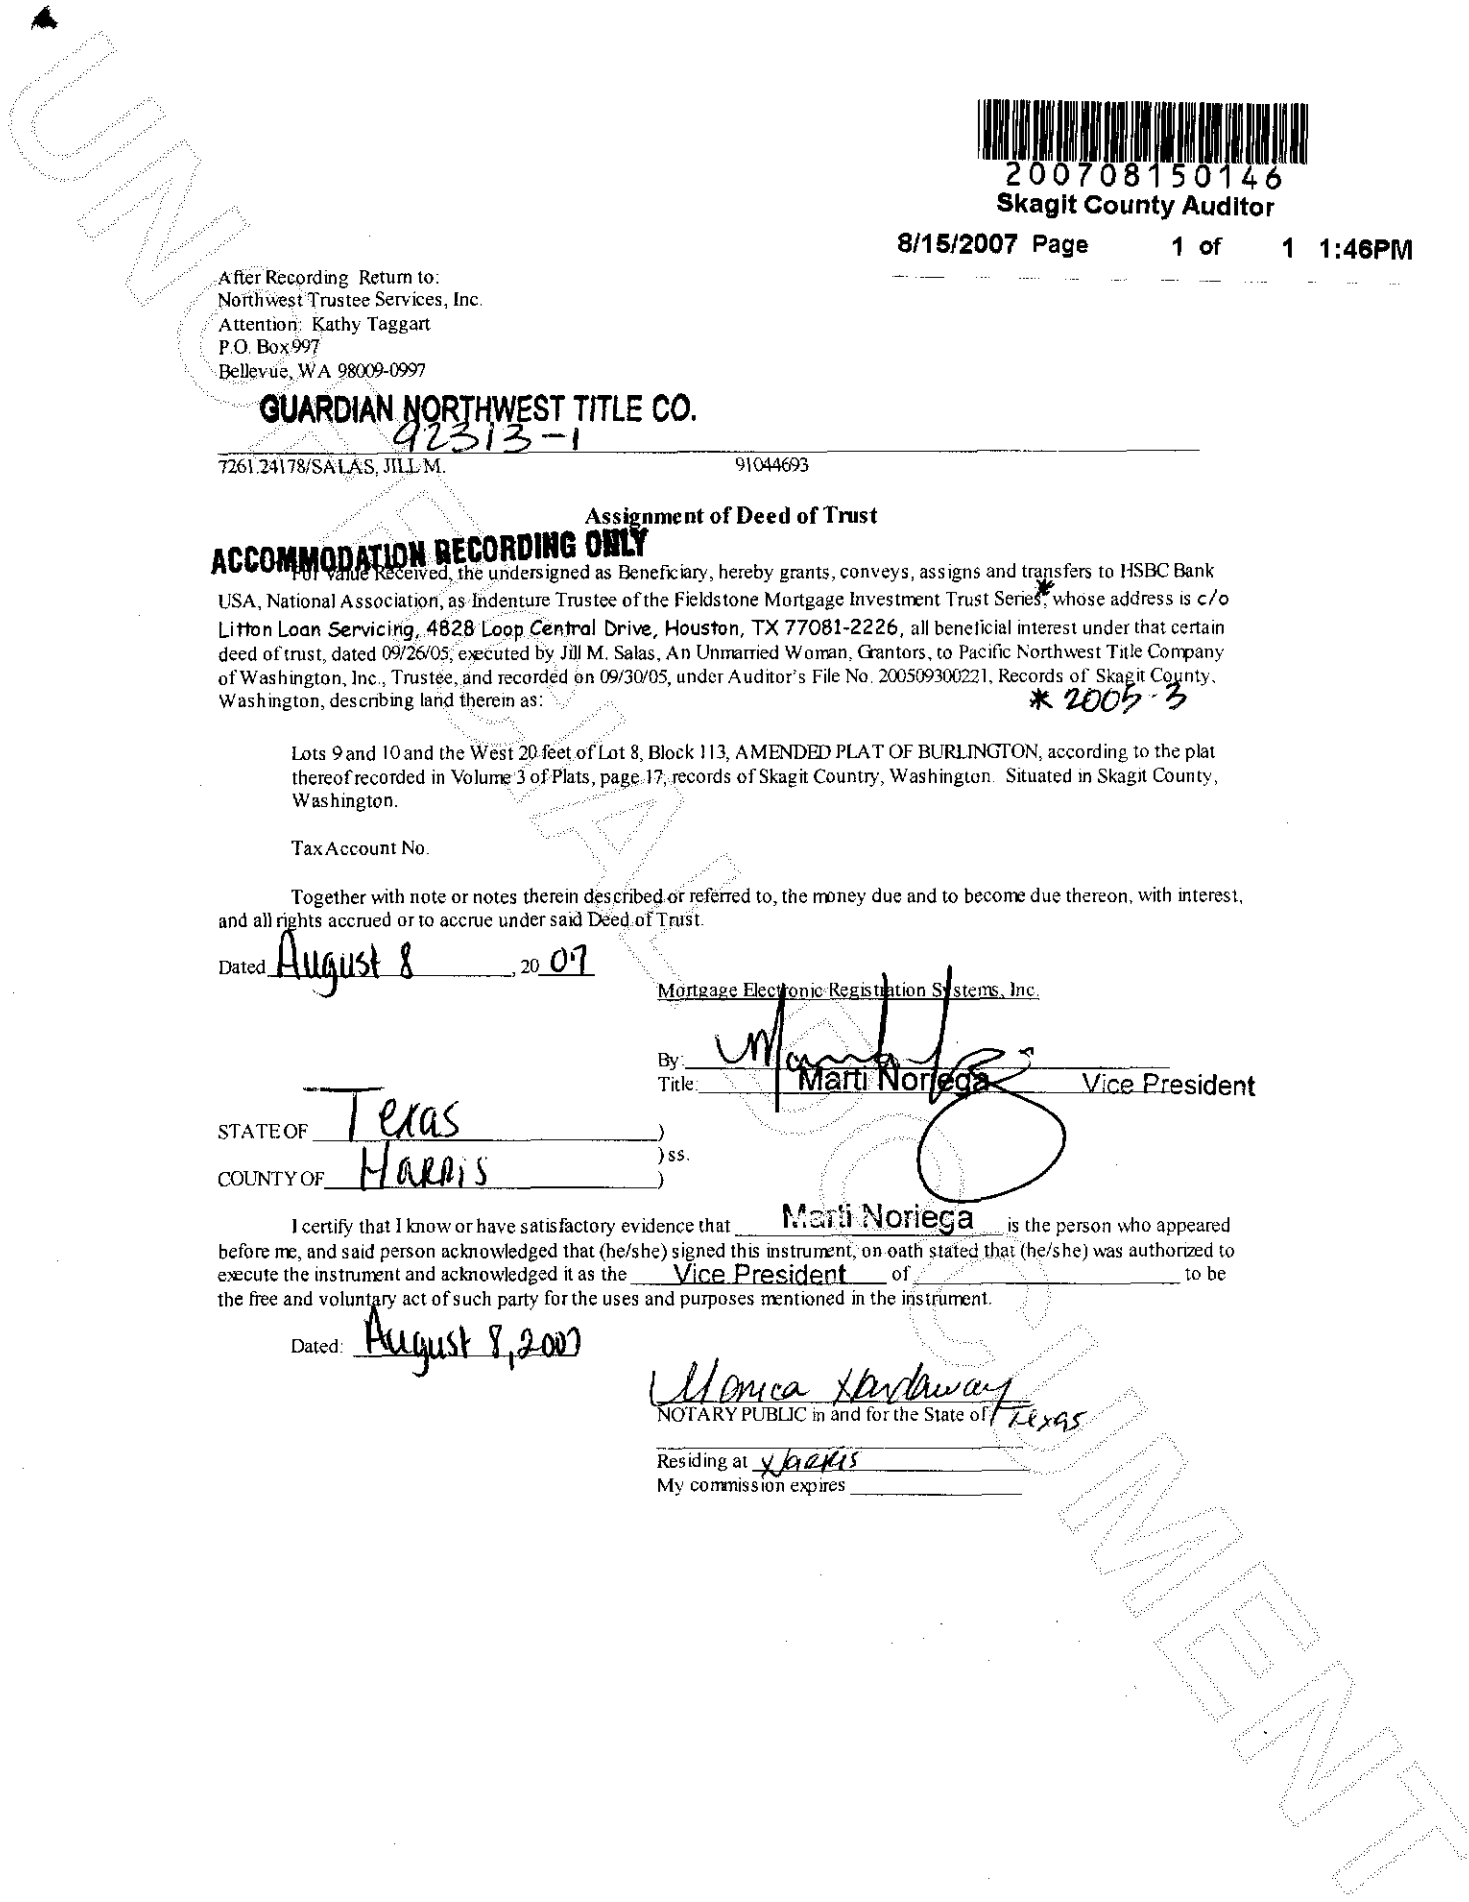 200708150146
Skagit County Auditor
8/15/2007 Page 1 of 1 1:46PM
After Recording Return to:
Northwest Trustee Services, Inc.
Attention: Kathy Taggart
P.O. Box 997
Bellevue, WA 98009-0997
GUARDIAN NORTHWEST TITLE CO.
92313-1
7261.24178/SALAS, JILL M. 91044693
Assignment of Deed of Trust
ACCOMMODATION RECORDING ONLY
For Value Received, the undersigned as Beneficiary, hereby grants, conveys, assigns and transfers to HSBC Bank
USA, National Association, as Indenture Trustee of the Fieldstone Mortgage Investment Trust Series*, whose address is c/o
Litton Loan Servicing, 4828 Loop Central Drive, Houston, TX 77081-2226, all beneficial interest under that certain
deed of trust, dated 09/26/05, executed by Jill M. Salas, An Unmarried Woman, Grantors, to Pacific Northwest Title Company
of Washington, Inc., Trustee, and recorded on 09/30/05, under Auditor's File No. 200509300221, Records of Skagit County,
Washington, describing land therein as: * 2005-3
Lots 9 and 10 and the West 20 feet of Lot 8, Block 113, AMENDED PLAT OF BURLINGTON, according to the plat
thereof recorded in Volume 3 of Plats, page 17, records of Skagit Country, Washington. Situated in Skagit County,
Washington.
Tax Account No.
Together with note or notes therein described or referred to, the money due and to become due thereon, with interest,
and all rights accrued or to accrue under said Deed of Trust.
Dated August 8, 20 07
Mortgage Electronic Registration Systems, Inc.
By:
Title: Marti Noriega Vice President
STATE OF Texas )
) ss.
COUNTY OF Harris )
I certify that I know or have satisfactory evidence that Marti Noriega is the person who appeared
before me, and said person acknowledged that (he/she) signed this instrument, on oath stated that (he/she) was authorized to
execute the instrument and acknowledged it as the Vice President of to be
the free and voluntary act of such party for the uses and purposes mentioned in the instrument.
Dated: August 8, 2007
Monica Hardaway
NOTARY PUBLIC in and for the State of Texas
Residing at Harris
My commission expires
UNOFFICIAL DOCUMENT